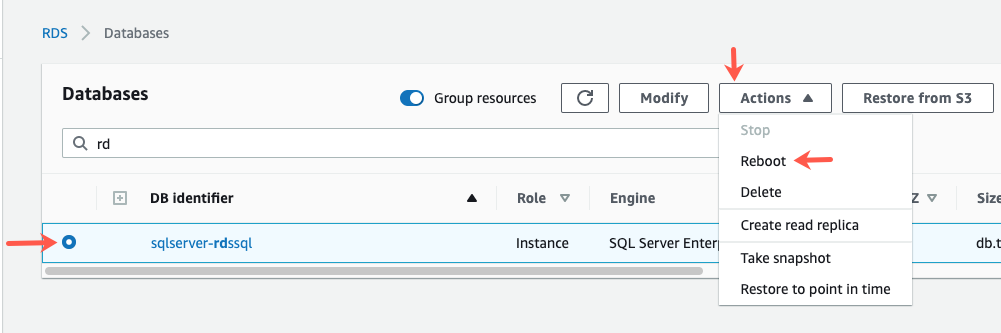 RDS > Databases
Databases
Group resources
Modify
Actions
Restore from S3
rd
Stop
Reboot
Delete
Create read replica
Take snapshot
Restore to point in time
DB identifier
Role
Engine
Z
Size
sqlserver-rdssql
Instance
SQL Server Enterp
db.t